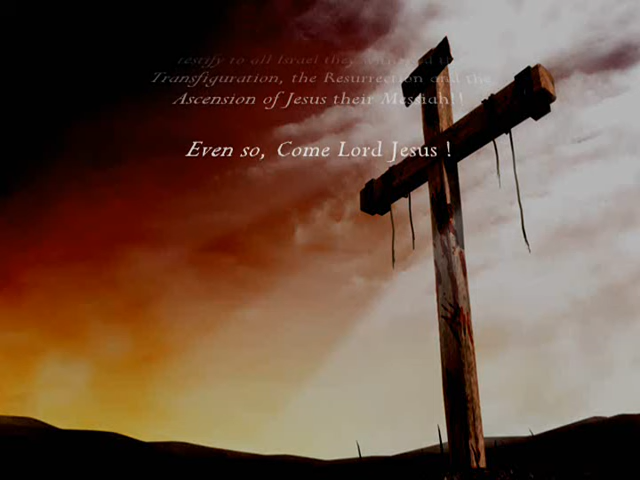 testify to all Israel they
Transfiguration, the Resurrection and the
Ascension of Jesus their Messiah!!
Even so, Come Lord Jesus !